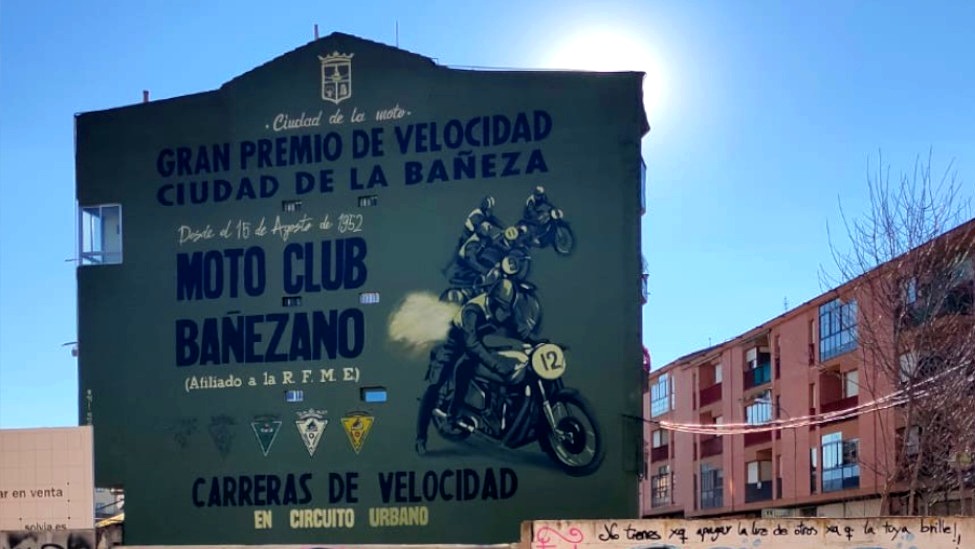 ·Ciudad de la moto·
GRAN PREMIO DE VELOCIDAD
CIUDAD DE LA BAÑEZA
Desde el 15 de Agosto de 1952
MOTO CLUB
BAÑEZANO
(Afiliado a la R. F. M. E.)
12
CARRERAS DE VELOCIDAD
EN CIRCUITO URBANO
ar en venta
solvia.es
No tienes xq apagar la luz de otros xa q la tuya brille!!